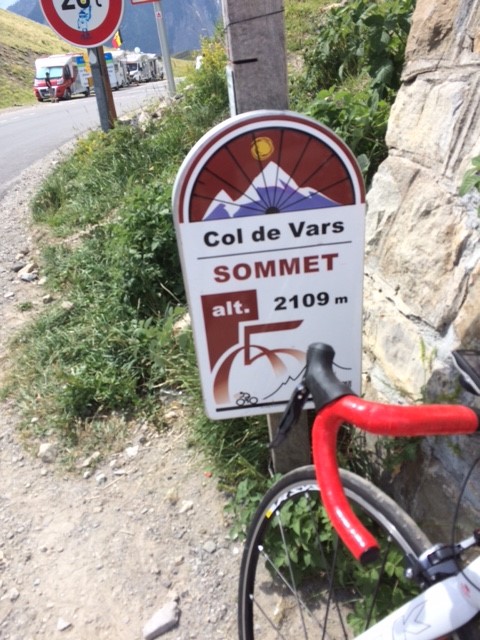 Col de Vars
SOMMET
alt. 2109 m